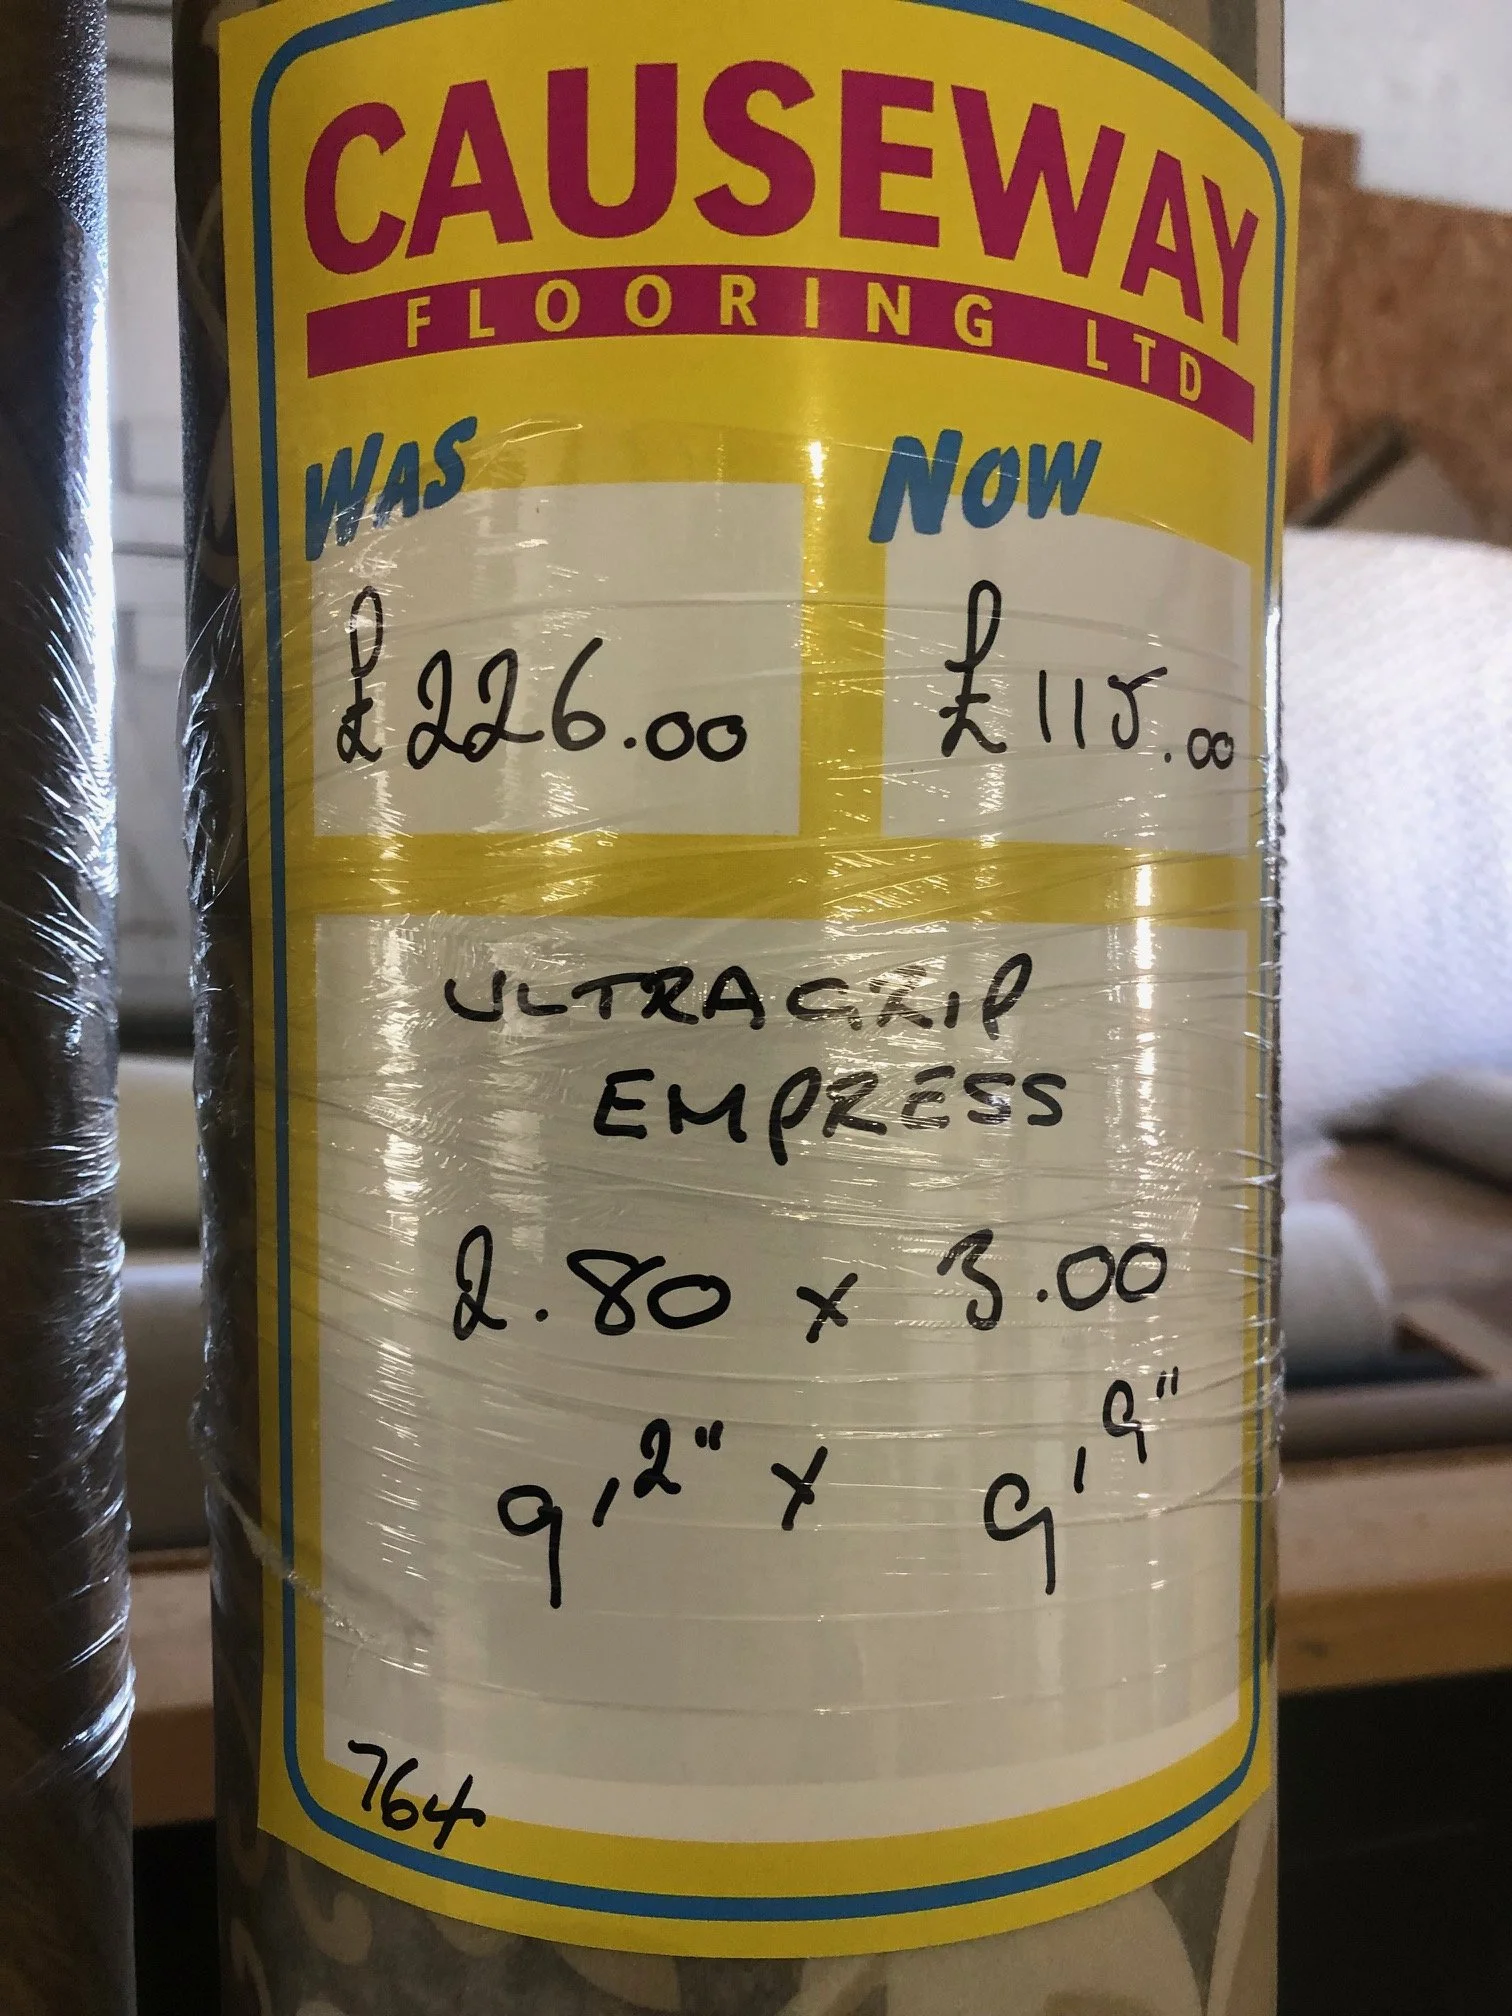 CAUSEWAY
FLOORING LTD
WAS
NOW
£226.00
£115.00
ULTRAGRIP
EMPRESS
2.80 x 3.00
9'2" x 9'9"
764